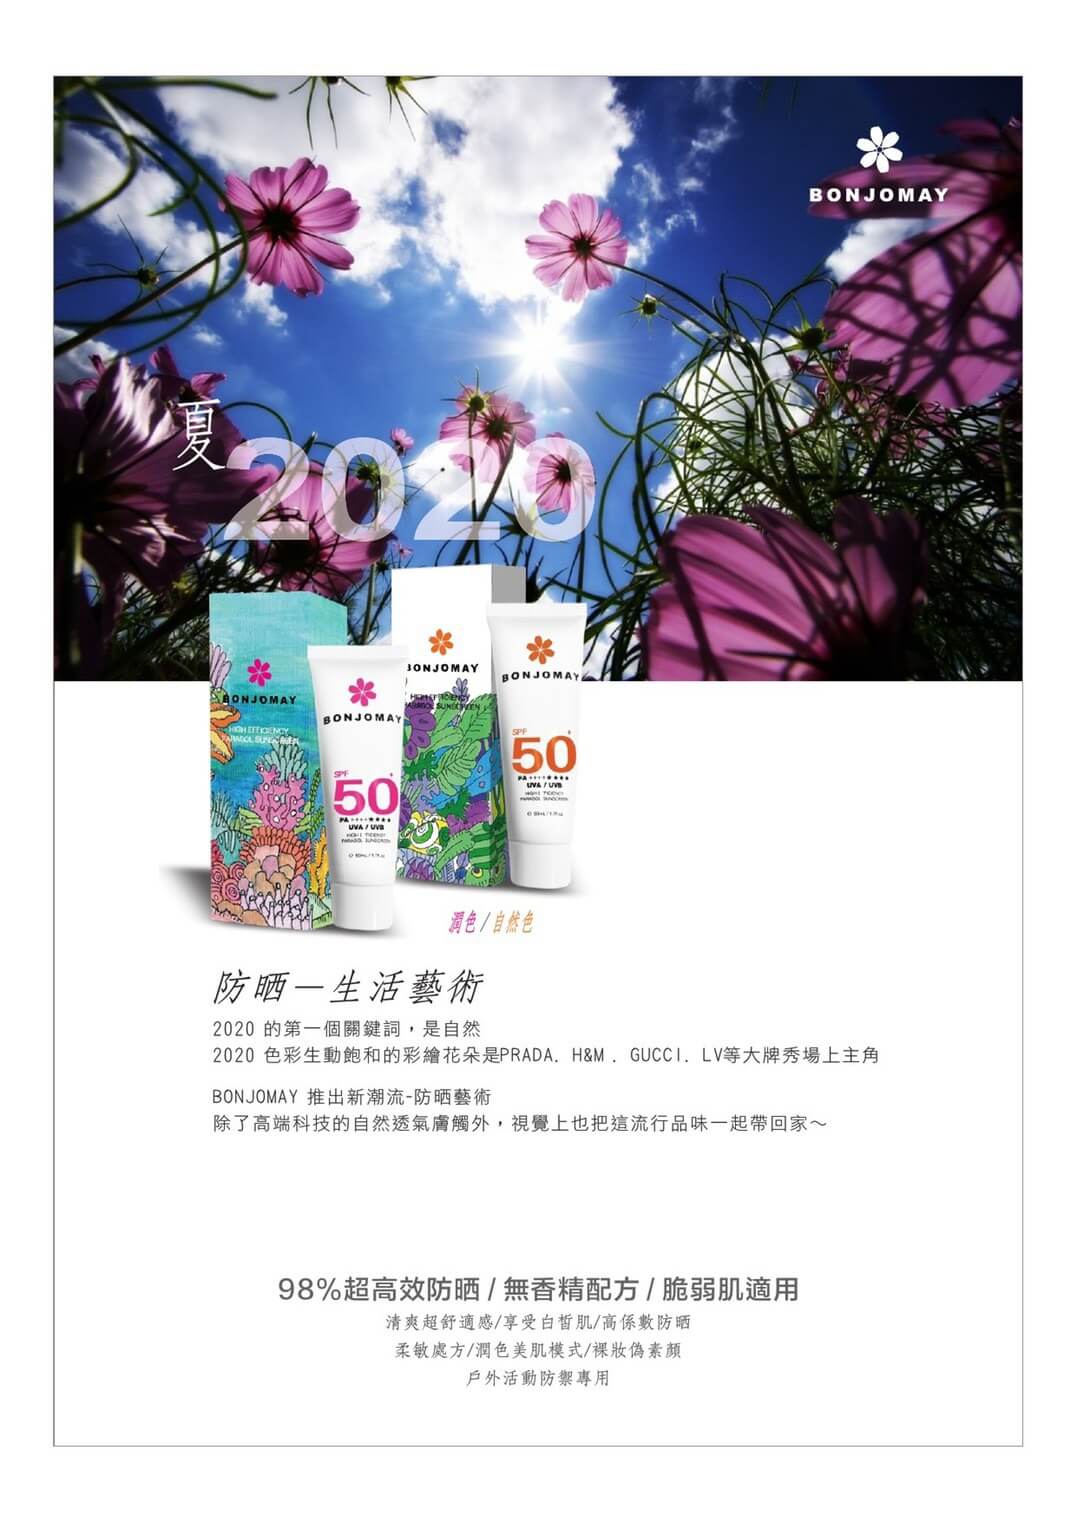 BONJOMAY
夏
2020
BONJOMAY
HIGH EFFICIENCY
PARASOL SUNSCREEN
BONJOMAY
SPF
50+
PA++++★★★★
UVA / UVB
PARASOL SUNSCREEN
BONJOMAY
HIGH EFFICIENCY
PARASOL SUNSCREEN
BONJOMAY
SPF
50+
PA++++★★★★
UVA / UVB
PARASOL SUNSCREEN
潤色/自然色
防晒－生活藝術
2020 的第一個關鍵詞，是自然
2020 色彩生動飽和的彩繪花朵是PRADA. H&M . GUCCI. LV等大牌秀場上主角
BONJOMAY 推出新潮流-防晒藝術
除了高端科技的自然透氣膚觸外，視覺上也把這流行品味一起帶回家～
98%超高效防晒 / 無香精配方 / 脆弱肌適用
清爽超舒適感/享受白皙肌/高係數防晒
柔敏處方/潤色美肌模式/裸妝偽素顏
戶外活動防禦專用